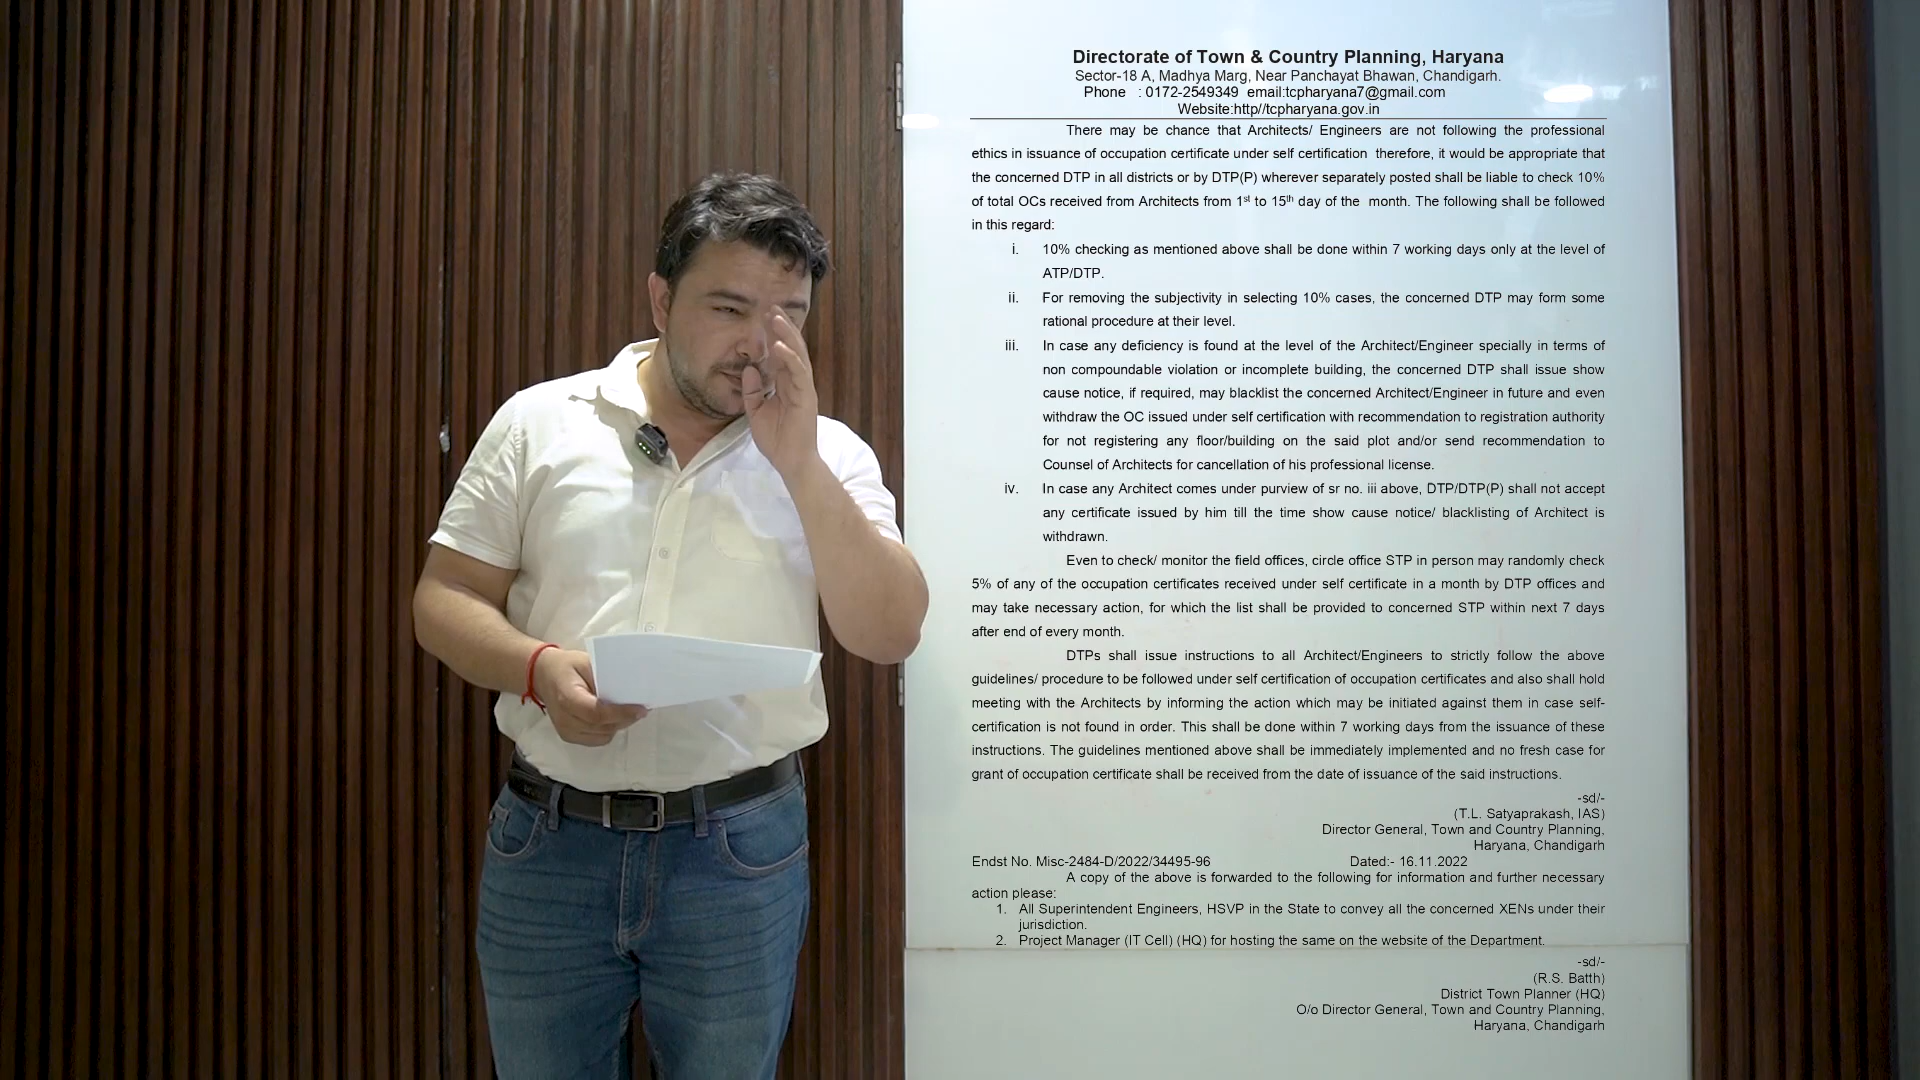 Directorate of Town & Country Planning, Haryana
Sector-18 A, Madhya Marg, Near Panchayat Bhawan, Chandigarh.
Phone : 0172-2549349 email:tcpharyana7@gmail.com
Website:http//tcpharyana.gov.in
There may be chance that Architects/ Engineers are not following the professional
ethics in issuance of occupation certificate under self certification therefore, it would be appropriate that
the concerned DTP in all districts or by DTP(P) wherever separately posted shall be liable to check 10%
of total OCs received from Architects from 1st to 15th day of the month. The following shall be followed
in this regard:
i. 10% checking as mentioned above shall be done within 7 working days only at the level of
ATP/DTP.
ii. For removing the subjectivity in selecting 10% cases, the concerned DTP may form some
rational procedure at their level.
iii. In case any deficiency is found at the level of the Architect/Engineer specially in terms of
non compoundable violation or incomplete building, the concerned DTP shall issue show
cause notice, if required, may blacklist the concerned Architect/Engineer in future and even
withdraw the OC issued under self certification with recommendation to registration authority
for not registering any floor/building on the said plot and/or send recommendation to
Counsel of Architects for cancellation of his professional license.
iv. In case any Architect comes under purview of sr no. iii above, DTP/DTP(P) shall not accept
any certificate issued by him till the time show cause notice/ blacklisting of Architect is
withdrawn.
Even to check/ monitor the field offices, circle office STP in person may randomly check
5% of any of the occupation certificates received under self certificate in a month by DTP offices and
may take necessary action, for which the list shall be provided to concerned STP within next 7 days
after end of every month.
DTPs shall issue instructions to all Architect/Engineers to strictly follow the above
guidelines/ procedure to be followed under self certification of occupation certificates and also shall hold
meeting with the Architects by informing the action which may be initiated against them in case self-
certification is not found in order. This shall be done within 7 working days from the issuance of these
instructions. The guidelines mentioned above shall be immediately implemented and no fresh case for
grant of occupation certificate shall be received from the date of issuance of the said instructions.
-sd/-
(T.L. Satyaprakash, IAS)
Director General, Town and Country Planning,
Haryana, Chandigarh
Endst No. Misc-2484-D/2022/34495-96 Dated:- 16.11.2022
A copy of the above is forwarded to the following for information and further necessary
action please:
1. All Superintendent Engineers, HSVP in the State to convey all the concerned XENs under their
jurisdiction.
2. Project Manager (IT Cell) (HQ) for hosting the same on the website of the Department.
-sd/-
(R.S. Batth)
District Town Planner (HQ)
O/o Director General, Town and Country Planning,
Haryana, Chandigarh